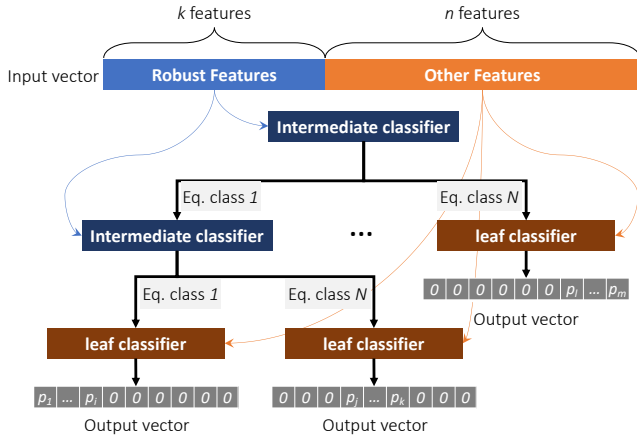 k features n features
Input vector Robust Features Other Features
Intermediate classifier
Eq. class 1 Eq. class N
Intermediate classifier ... leaf classifier
0 0 0 0 0 0 p_l ... p_m
Eq. class 1 Eq. class N Output vector
leaf classifier leaf classifier
p_1 ... p_i 0 0 0 0 0 0 0 0 0 p_j ... p_k 0 0 0
Output vector Output vector